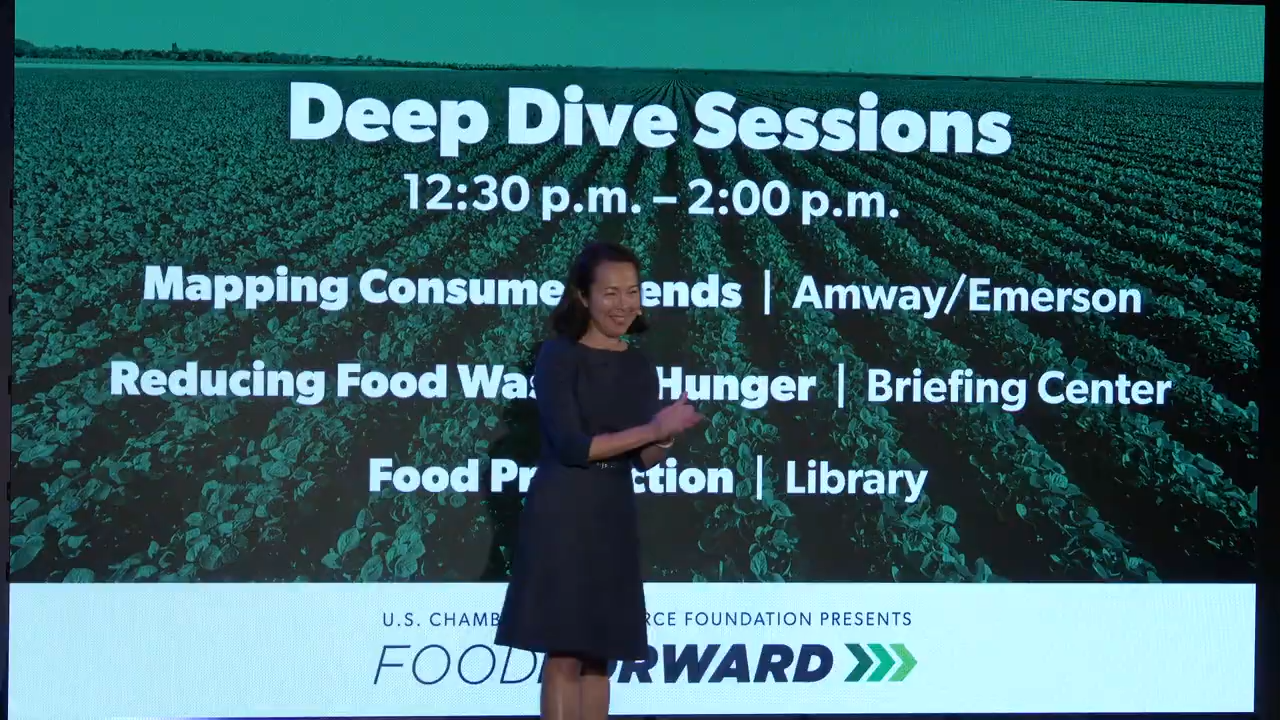 Deep Dive Sessions
12:30 p.m. – 2:00 p.m.
Mapping Consume ends | Amway/Emerson
Reducing Food Was Hunger | Briefing Center
Food Pr ction | Library
U.S. CHAMB RCE FOUNDATION PRESENTS
FOOD RWARD